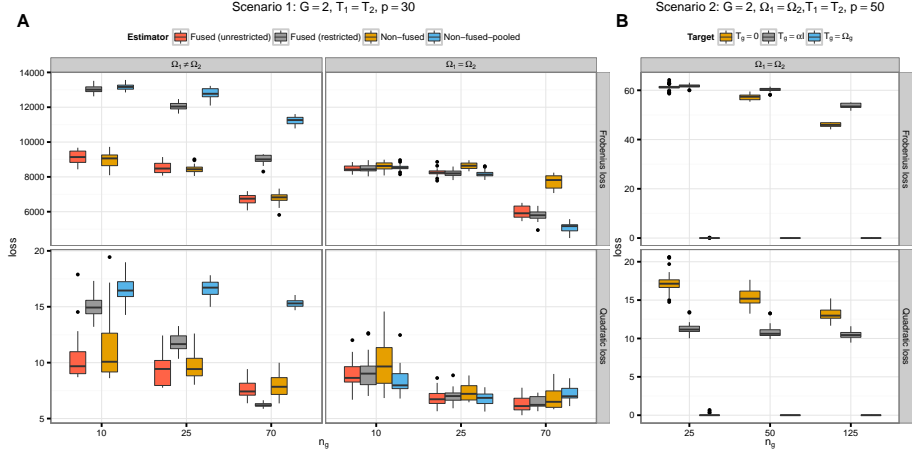 Scenario 1: G = 2, T₁ = T₂, p = 30
A
Estimator Fused (unrestricted) Fused (restricted) Non−fused Non−fused−pooled
Ω₁ ≠ Ω₂ Ω₁ = Ω₂
14000
12000
10000
8000
6000
Frobenius loss
loss
20
15
10
5
Quadratic loss
10 25 70 10 25 70
n_g
Scenario 2: G = 2, Ω₁ = Ω₂, T₁ = T₂, p = 50
B
Target T_g = 0 T_g = αI T_g = Ω_g
Ω₁ = Ω₂
60
40
20
0
Frobenius loss
loss
20
15
10
5
0
Quadratic loss
25 50 125
n_g